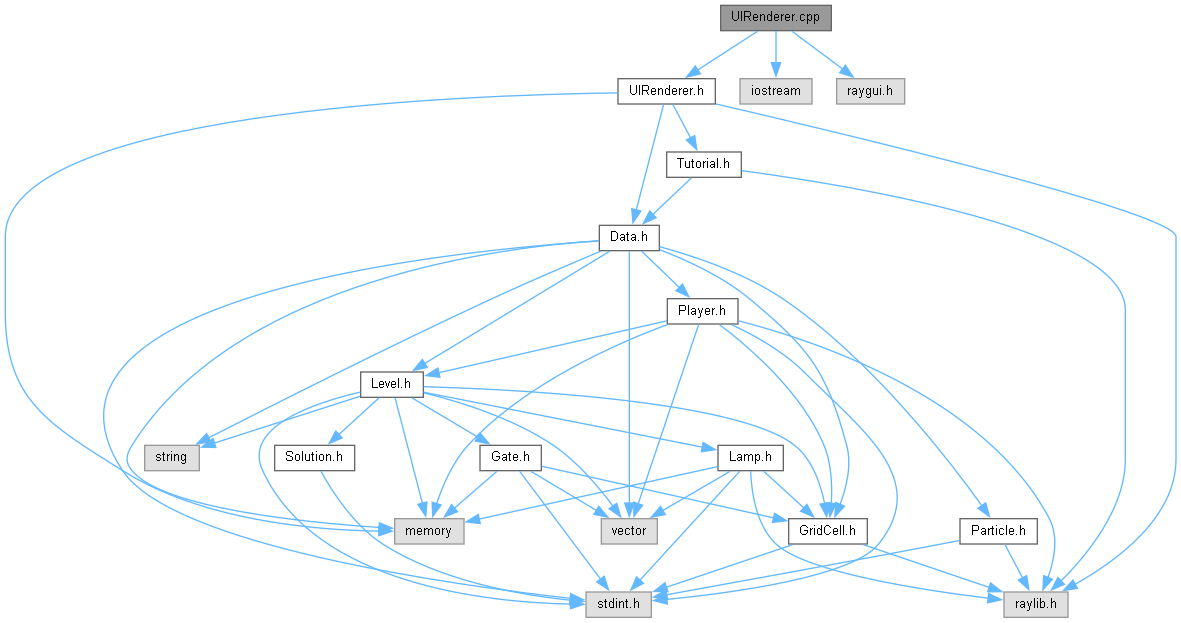 UIRenderer.cpp
UIRenderer.h
iostream
raygui.h
Tutorial.h
Data.h
Player.h
Level.h
string
Solution.h
Gate.h
Lamp.h
memory
vector
GridCell.h
Particle.h
stdint.h
raylib.h